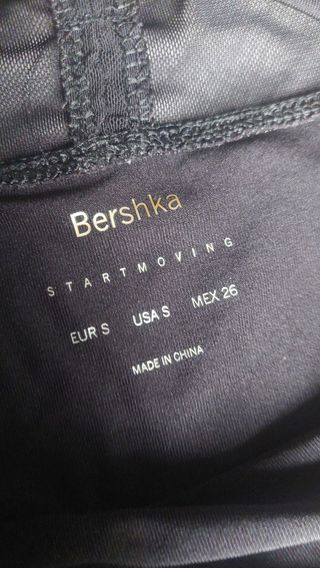 Bershka
STARTMOVING
EUR S USA S MEX 26
MADE IN CHINA